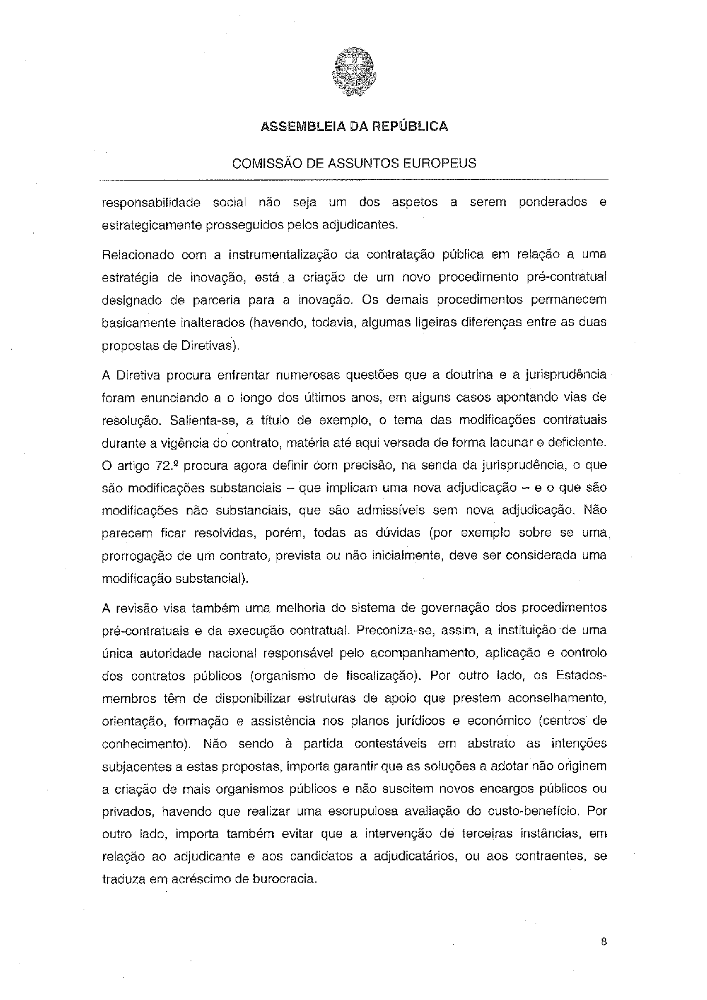 ASSEMBLEIA DA REPÚBLICA
COMISSÃO DE ASSUNTOS EUROPEUS
responsabilidade social não seja um dos aspetos a serem ponderados e
estrategicamente prosseguidos pelos adjudicantes.
Relacionado com a instrumentalização da contratação pública em relação a uma
estratégia de inovação, está a criação de um novo procedimento pré-contratual
designado de parceria para a inovação. Os demais procedimentos permanecem
basicamente inalterados (havendo, todavia, algumas ligeiras diferenças entre as duas
propostas de Diretivas).
A Diretiva procura enfrentar numerosas questões que a doutrina e a jurisprudência
foram enunciando a o longo dos últimos anos, em alguns casos apontando vias de
resolução. Salienta-se, a título de exemplo, o tema das modificações contratuais
durante a vigência do contrato, matéria até aqui versada de forma lacunar e deficiente.
O artigo 72.º procura agora definir com precisão, na senda da jurisprudência, o que
são modificações substanciais – que implicam uma nova adjudicação – e o que são
modificações não substanciais, que são admissíveis sem nova adjudicação. Não
parecem ficar resolvidas, porém, todas as dúvidas (por exemplo sobre se uma
prorrogação de um contrato, prevista ou não inicialmente, deve ser considerada uma
modificação substancial).
A revisão visa também uma melhoria do sistema de governação dos procedimentos
pré-contratuais e da execução contratual. Preconiza-se, assim, a instituição de uma
única autoridade nacional responsável pelo acompanhamento, aplicação e controlo
dos contratos públicos (organismo de fiscalização). Por outro lado, os Estados-
membros têm de disponibilizar estruturas de apoio que prestem aconselhamento,
orientação, formação e assistência nos planos jurídicos e económico (centros de
conhecimento). Não sendo à partida contestáveis em abstrato as intenções
subjacentes a estas propostas, importa garantir que as soluções a adotar não originem
a criação de mais organismos públicos e não suscitem novos encargos públicos ou
privados, havendo que realizar uma escrupulosa avaliação do custo-benefício. Por
outro lado, importa também evitar que a intervenção de terceiras instâncias, em
relação ao adjudicante e aos candidatos a adjudicatários, ou aos contraentes, se
traduza em acréscimo de burocracia.
8